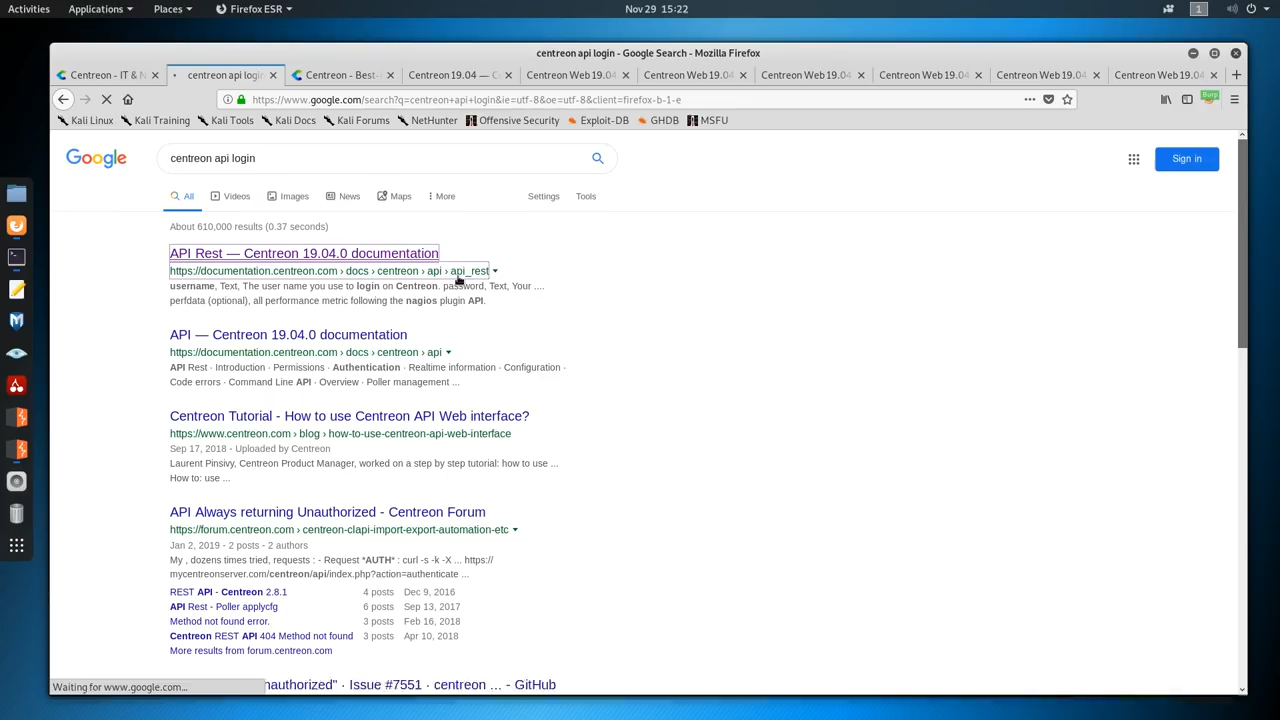 Activities Applications Places Firefox ESR Nov 29 15:22 1
centreon api login - Google Search - Mozilla Firefox
Centreon - IT & N centreon api login Centreon - Best- Centreon 19.04 — C Centreon Web 19.04 Centreon Web 19.04 Centreon Web 19.04 Centreon Web 19.04 Centreon Web 19.04 Centreon Web 19.04
https://www.google.com/search?q=centreon+api+login&ie=utf-8&oe=utf-8&client=firefox-b-1-e Burp
Kali Linux Kali Training Kali Tools Kali Docs Kali Forums NetHunter Offensive Security Exploit-DB GHDB MSFU
Google centreon api login Sign in
All Videos Images News Maps More Settings Tools
About 610,000 results (0.37 seconds)
API Rest — Centreon 19.04.0 documentation
https://documentation.centreon.com › docs › centreon › api › api_rest
username, Text, The user name you use to login on Centreon. password, Text, Your ....
perfdata (optional), all performance metric following the nagios plugin API.
API — Centreon 19.04.0 documentation
https://documentation.centreon.com › docs › centreon › api
API Rest · Introduction · Permissions · Authentication · Realtime information · Configuration ·
Code errors · Command Line API · Overview · Poller management ...
Centreon Tutorial - How to use Centreon API Web interface?
https://www.centreon.com › blog › how-to-use-centreon-api-web-interface
Sep 17, 2018 - Uploaded by Centreon
Laurent Pinsivy, Centreon Product Manager, worked on a step by step tutorial: how to use ...
How to: use ...
API Always returning Unauthorized - Centreon Forum
https://forum.centreon.com › centreon-clapi-import-export-automation-etc
Jan 2, 2019 - 2 posts - 2 authors
My , dozens times tried, requests : - Request *AUTH* : curl -s -k -X ... https://
mycentreonserver.com/centreon/api/index.php?action=authenticate ...
REST API - Centreon 2.8.1 4 posts Dec 9, 2016
API Rest - Poller applycfg 6 posts Sep 13, 2017
Method not found error. 3 posts Feb 16, 2018
Centreon REST API 404 Method not found 3 posts Apr 10, 2018
More results from forum.centreon.com
nauthorized" · Issue #7551 · centreon ... - GitHub
Waiting for www.google.com...